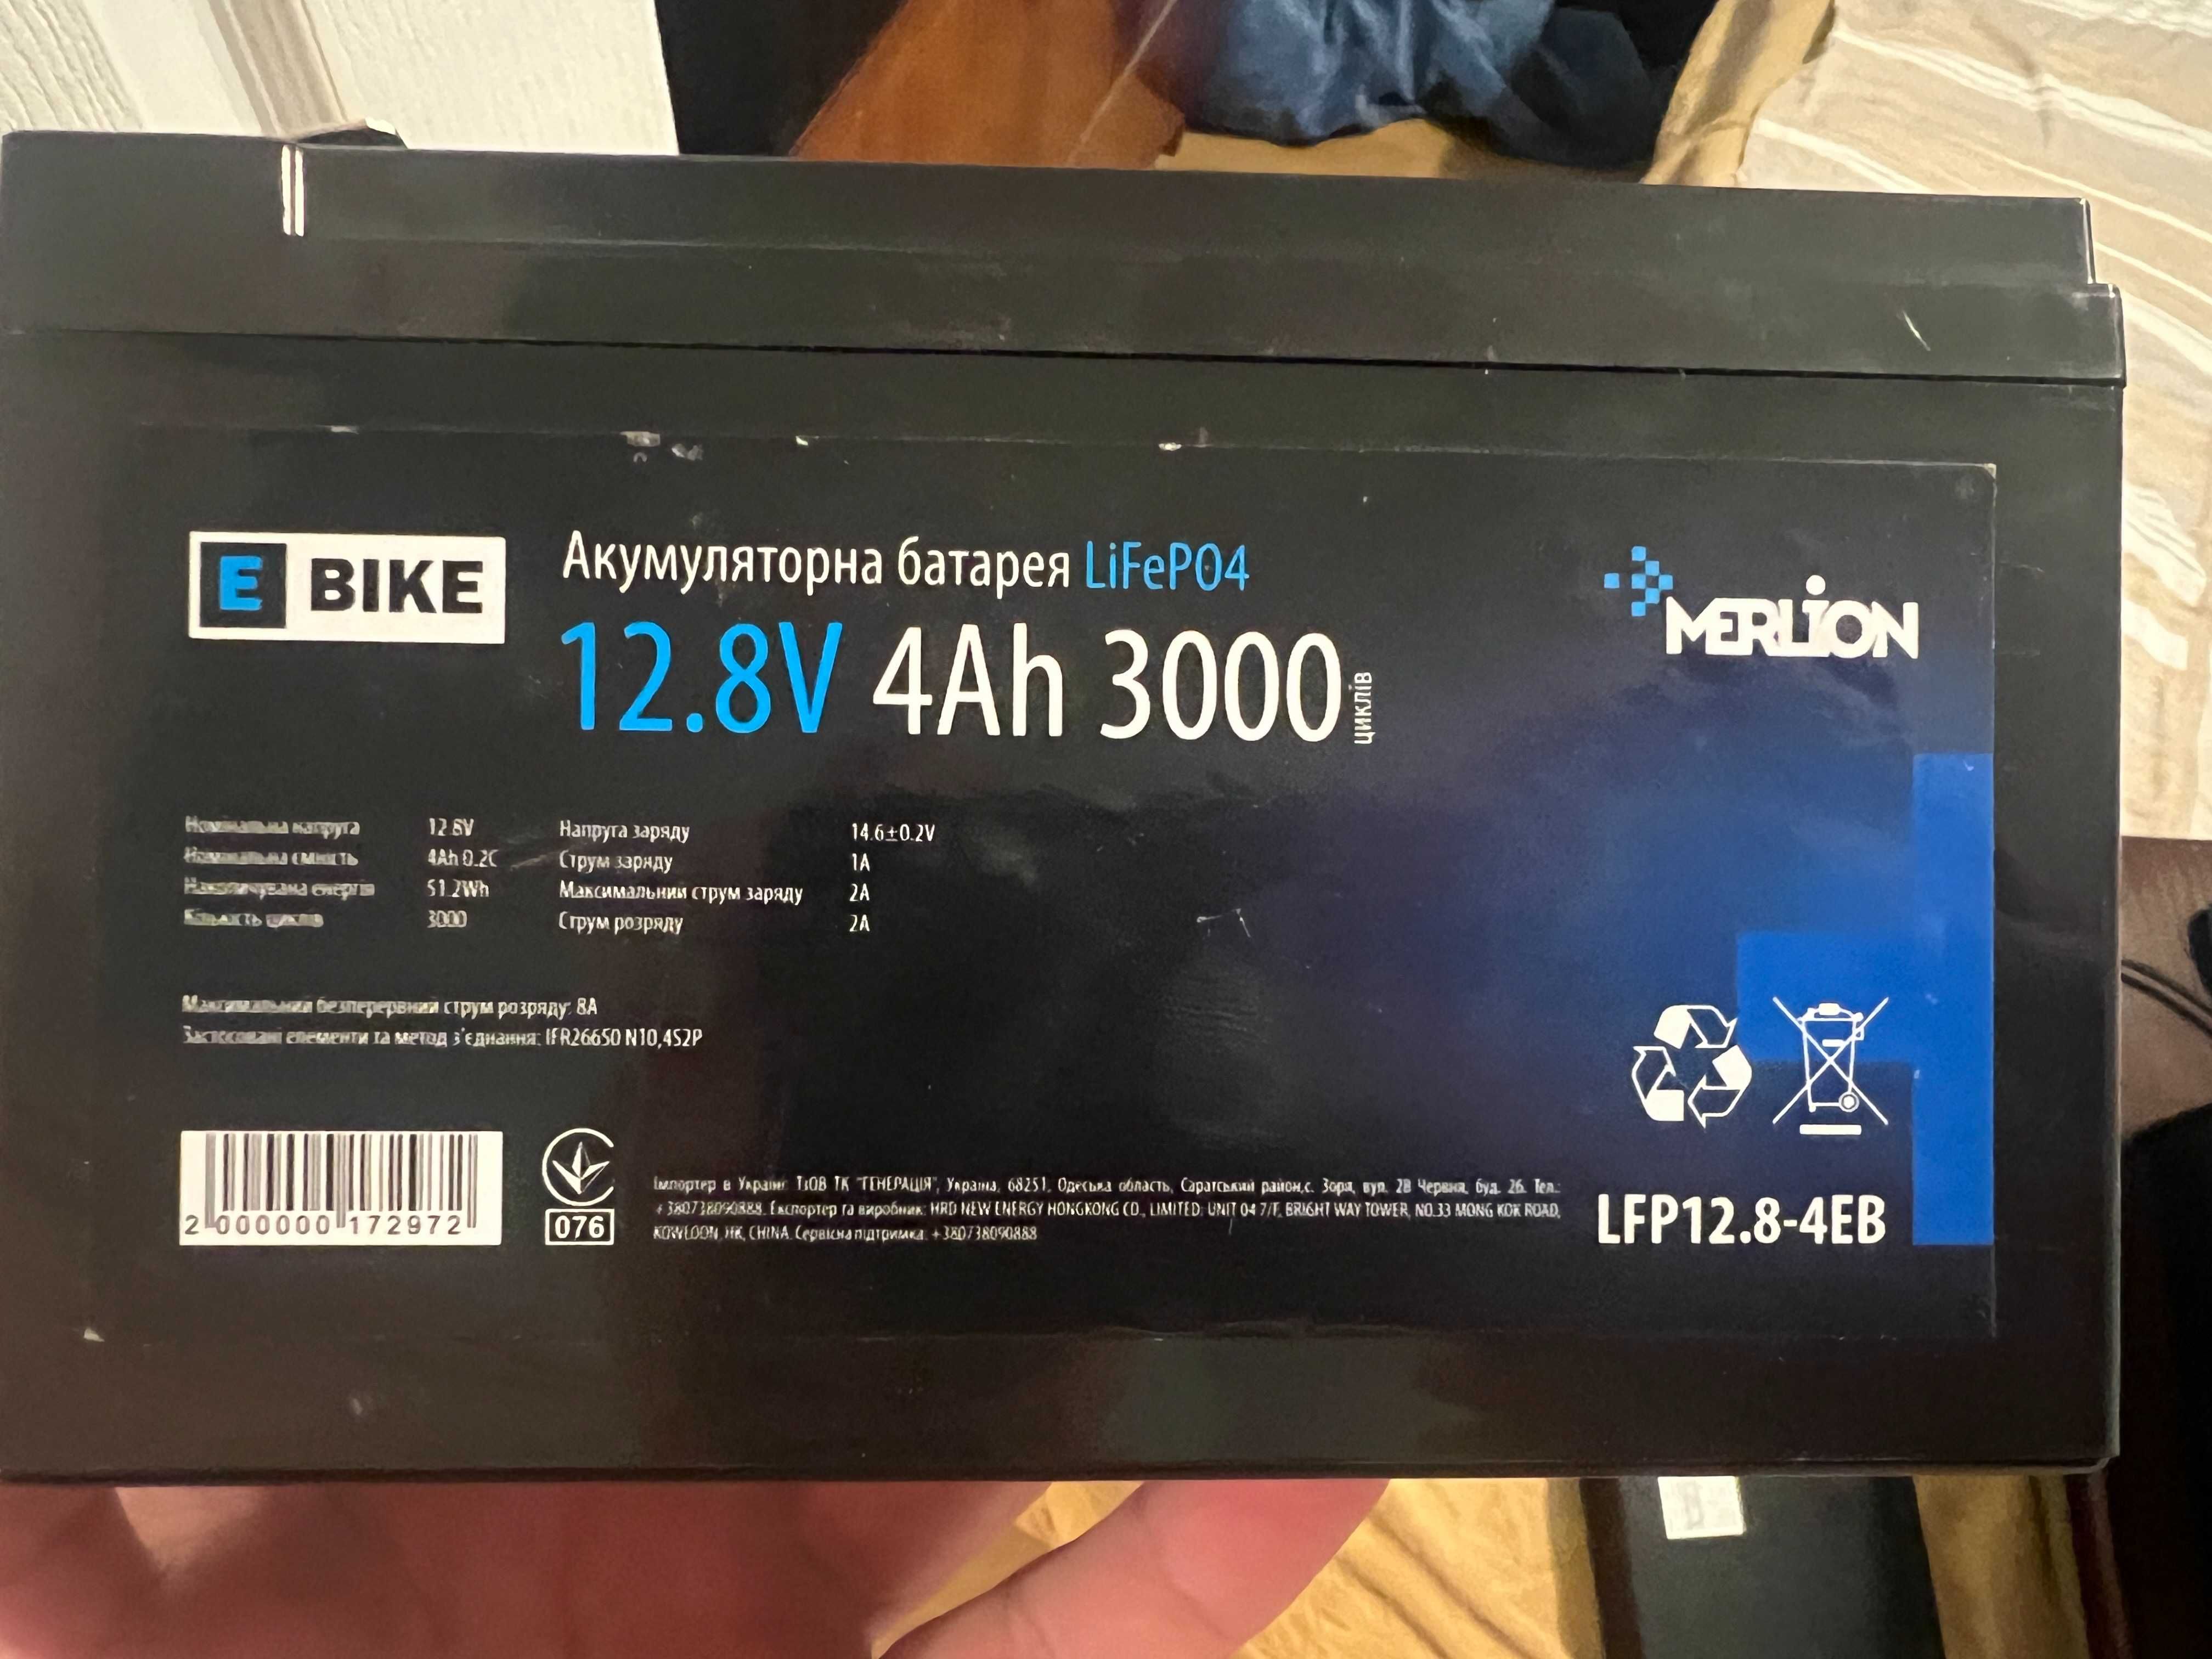 E BIKE
Акумуляторна батарея LiFePO4
12.8V 4Ah 3000 циклів
MERLION
Номінальна напруга 12.8V
Номінальна ємність 4Ah 0.2C
Накопичувана енергія 51.2Wh
Кількість циклів 3000
Напруга заряду 14.6±0.2V
Струм заряду 1A
Максимальний струм заряду 2A
Струм розряду 2A
Максимальний безперервний струм розряду: 8A
Застосовані елементи та метод з'єднання: IFR26650 N10,4S2P
2 000000 172972
076
Імпортер в Україні: ТзОВ ТК "ГЕНЕРАЦІЯ", Україна, 68251, Одеська область, Саратський район,с. Зоря, вул. 28 Червня, буд. 26. Тел.:
+380738090888. Експортер та виробник: HRD NEW ENERGY HONGKONG CO., LIMITED: UNIT 04 7/F, BRIGHT WAY TOWER, NO.33 MONG KOK ROAD,
KOWLOON, HK, CHINA. Сервісна підтримка: +380738090888
LFP12.8-4EB